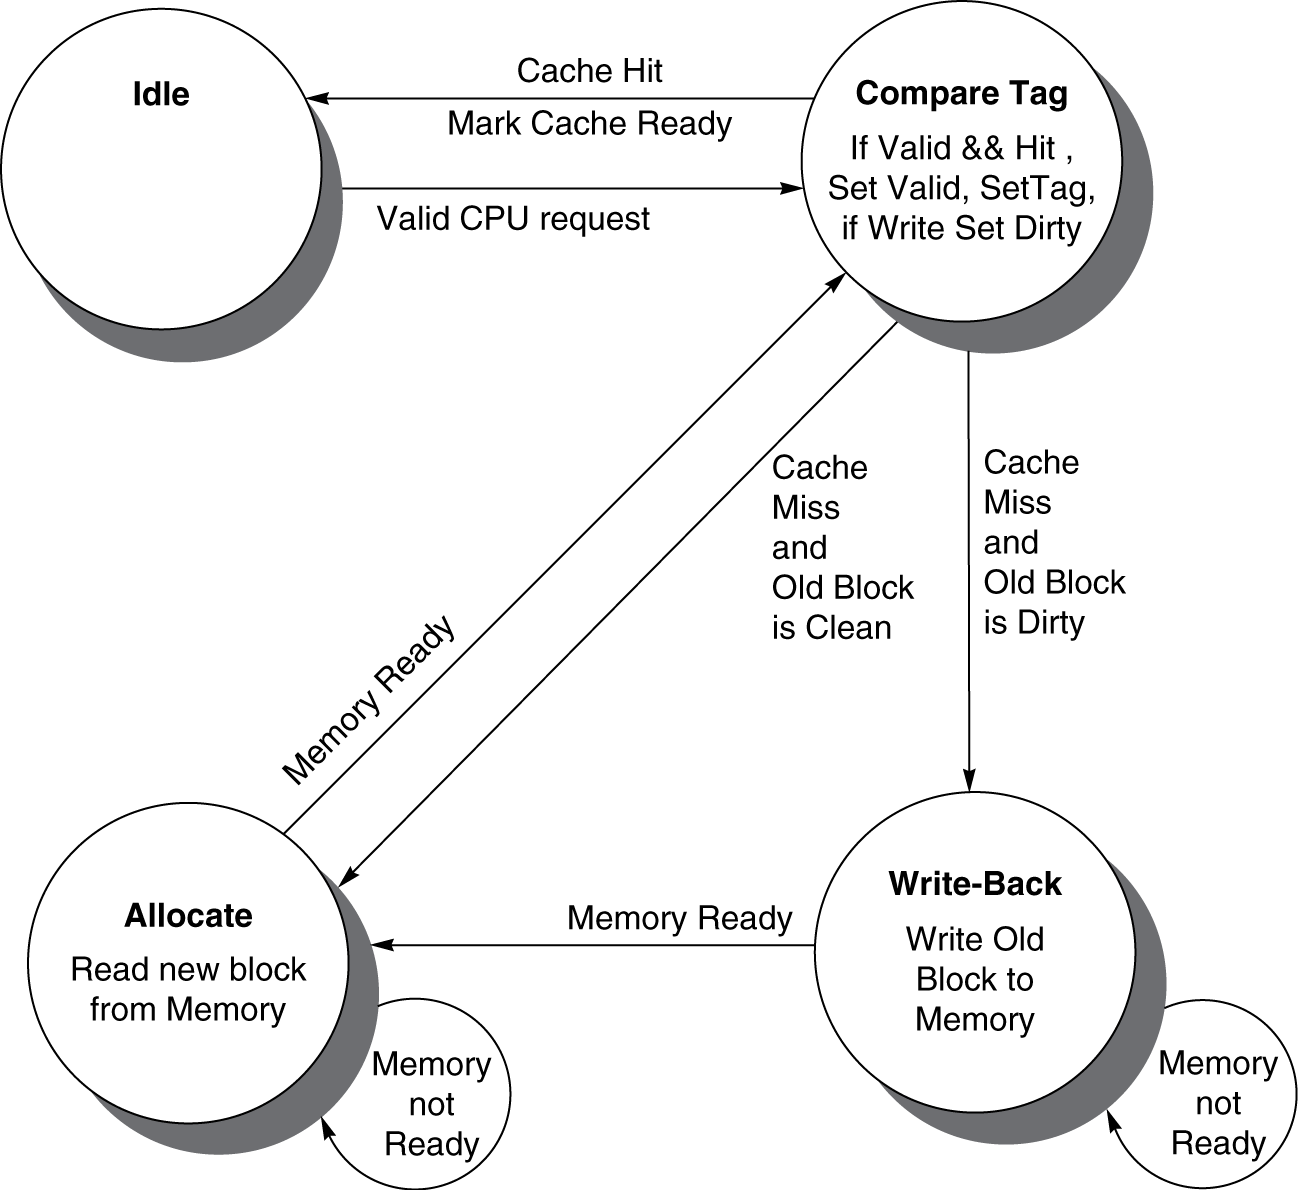 Idle
Cache Hit
Mark Cache Ready
Valid CPU request
Compare Tag
If Valid && Hit ,
Set Valid, SetTag,
if Write Set Dirty
Cache
Miss
and
Old Block
is Clean
Cache
Miss
and
Old Block
is Dirty
Memory Ready
Allocate
Read new block
from Memory
Memory
not
Ready
Memory Ready
Write-Back
Write Old
Block to
Memory
Memory
not
Ready